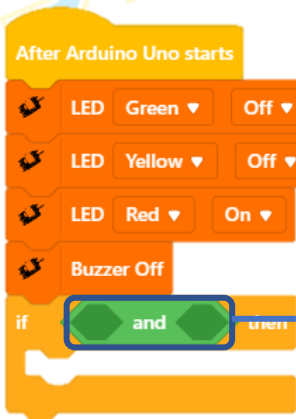 After Arduino Uno starts
LED Green Off
LED Yellow Off
LED Red On
Buzzer Off
if and then